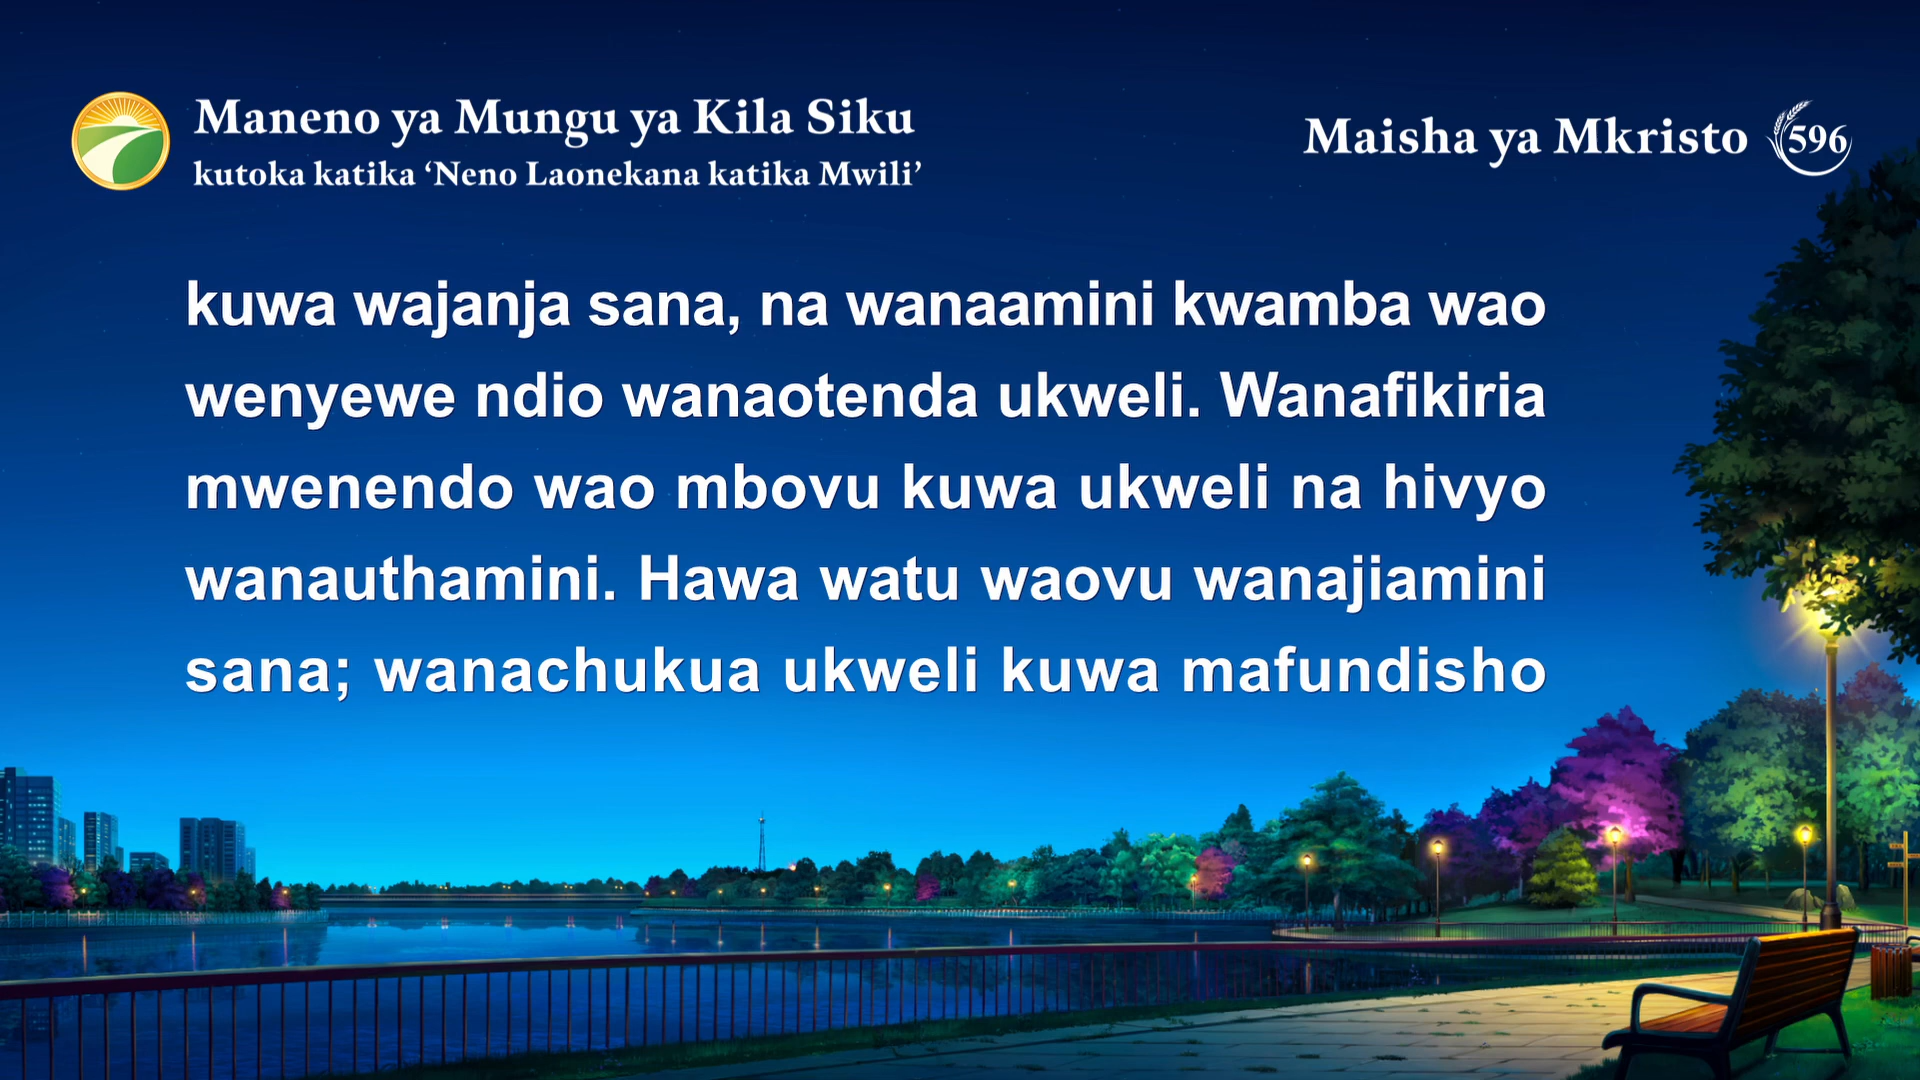 Maneno ya Mungu ya Kila Siku
kutoka katika ‘Neno Laonekana katika Mwili’
Maisha ya Mkristo 596
kuwa wajanja sana, na wanaamini kwamba wao
wenyewe ndio wanaotenda ukweli. Wanafikiria
mwenendo wao mbovu kuwa ukweli na hivyo
wanauthamini. Hawa watu waovu wanajiamini
sana; wanachukua ukweli kuwa mafundisho